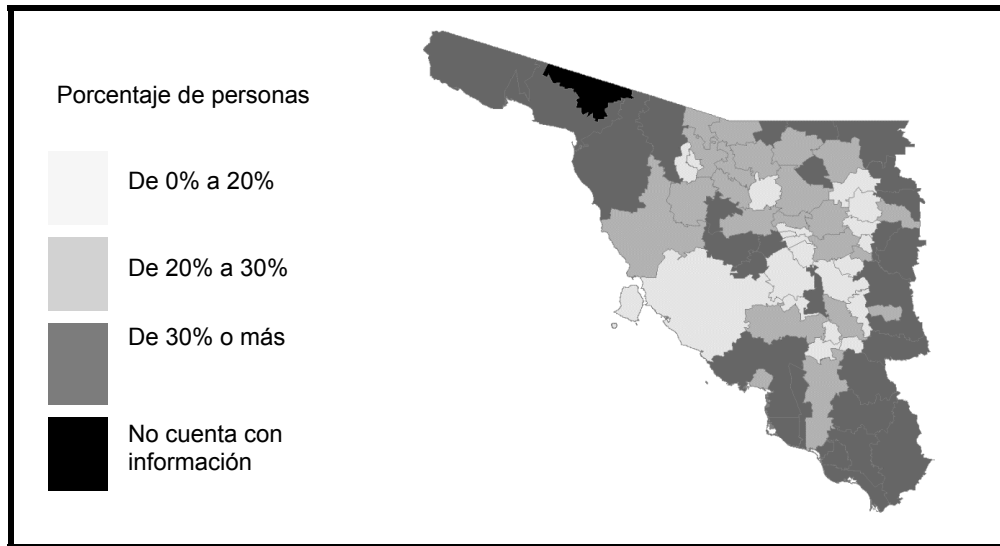 Porcentaje de personas
De 0% a 20%
De 20% a 30%
De 30% o más
No cuenta con
información